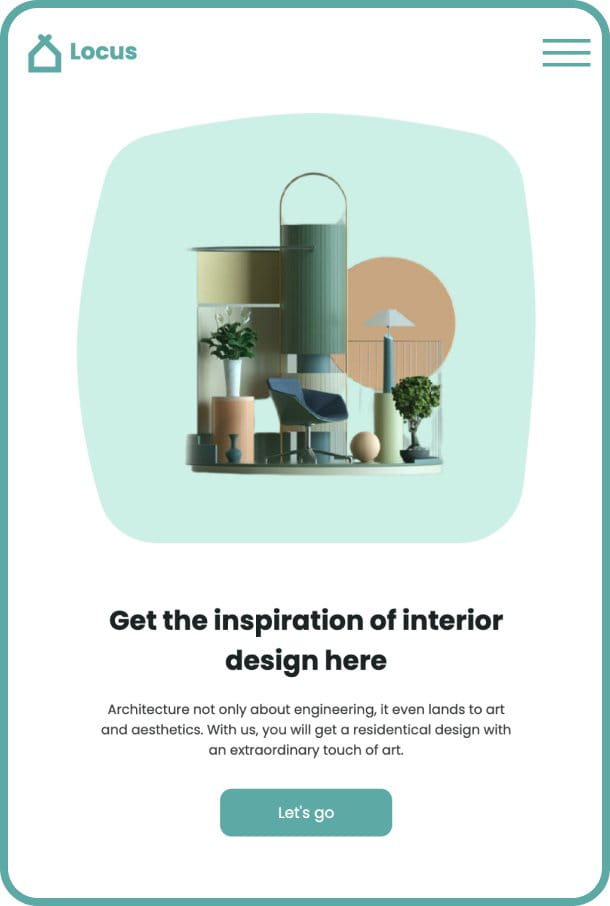 Locus
Get the inspiration of interior
design here
Architecture not only about engineering, it even lands to art
and aesthetics. With us, you will get a residentical design with
an extraordinary touch of art.
Let's go